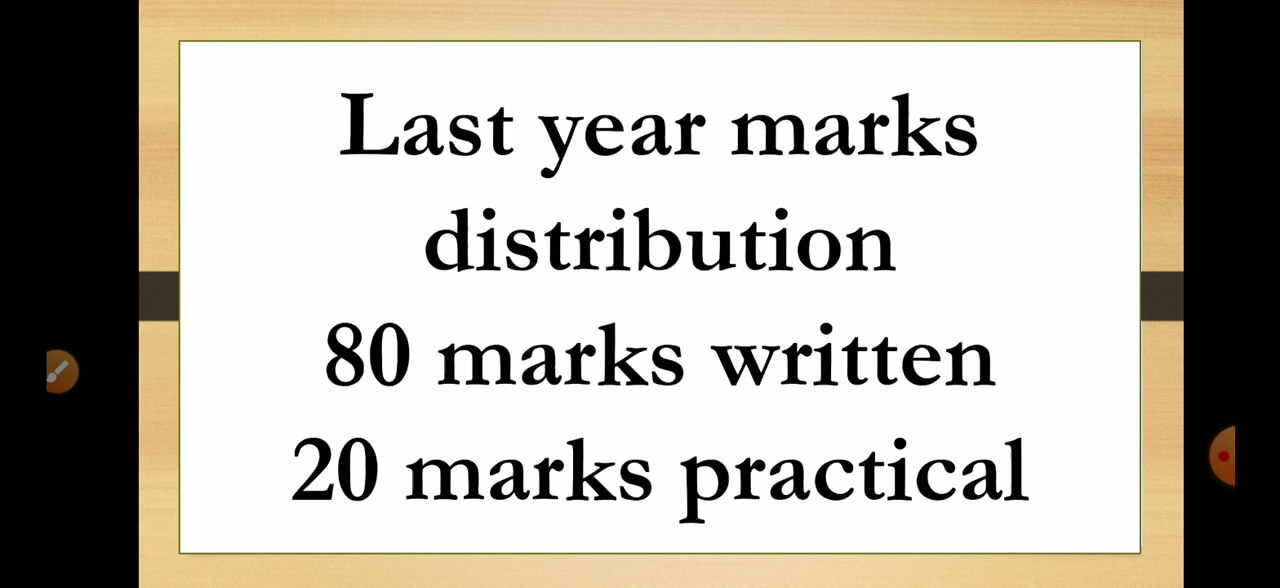 Last year marks
distribution
80 marks written
20 marks practical